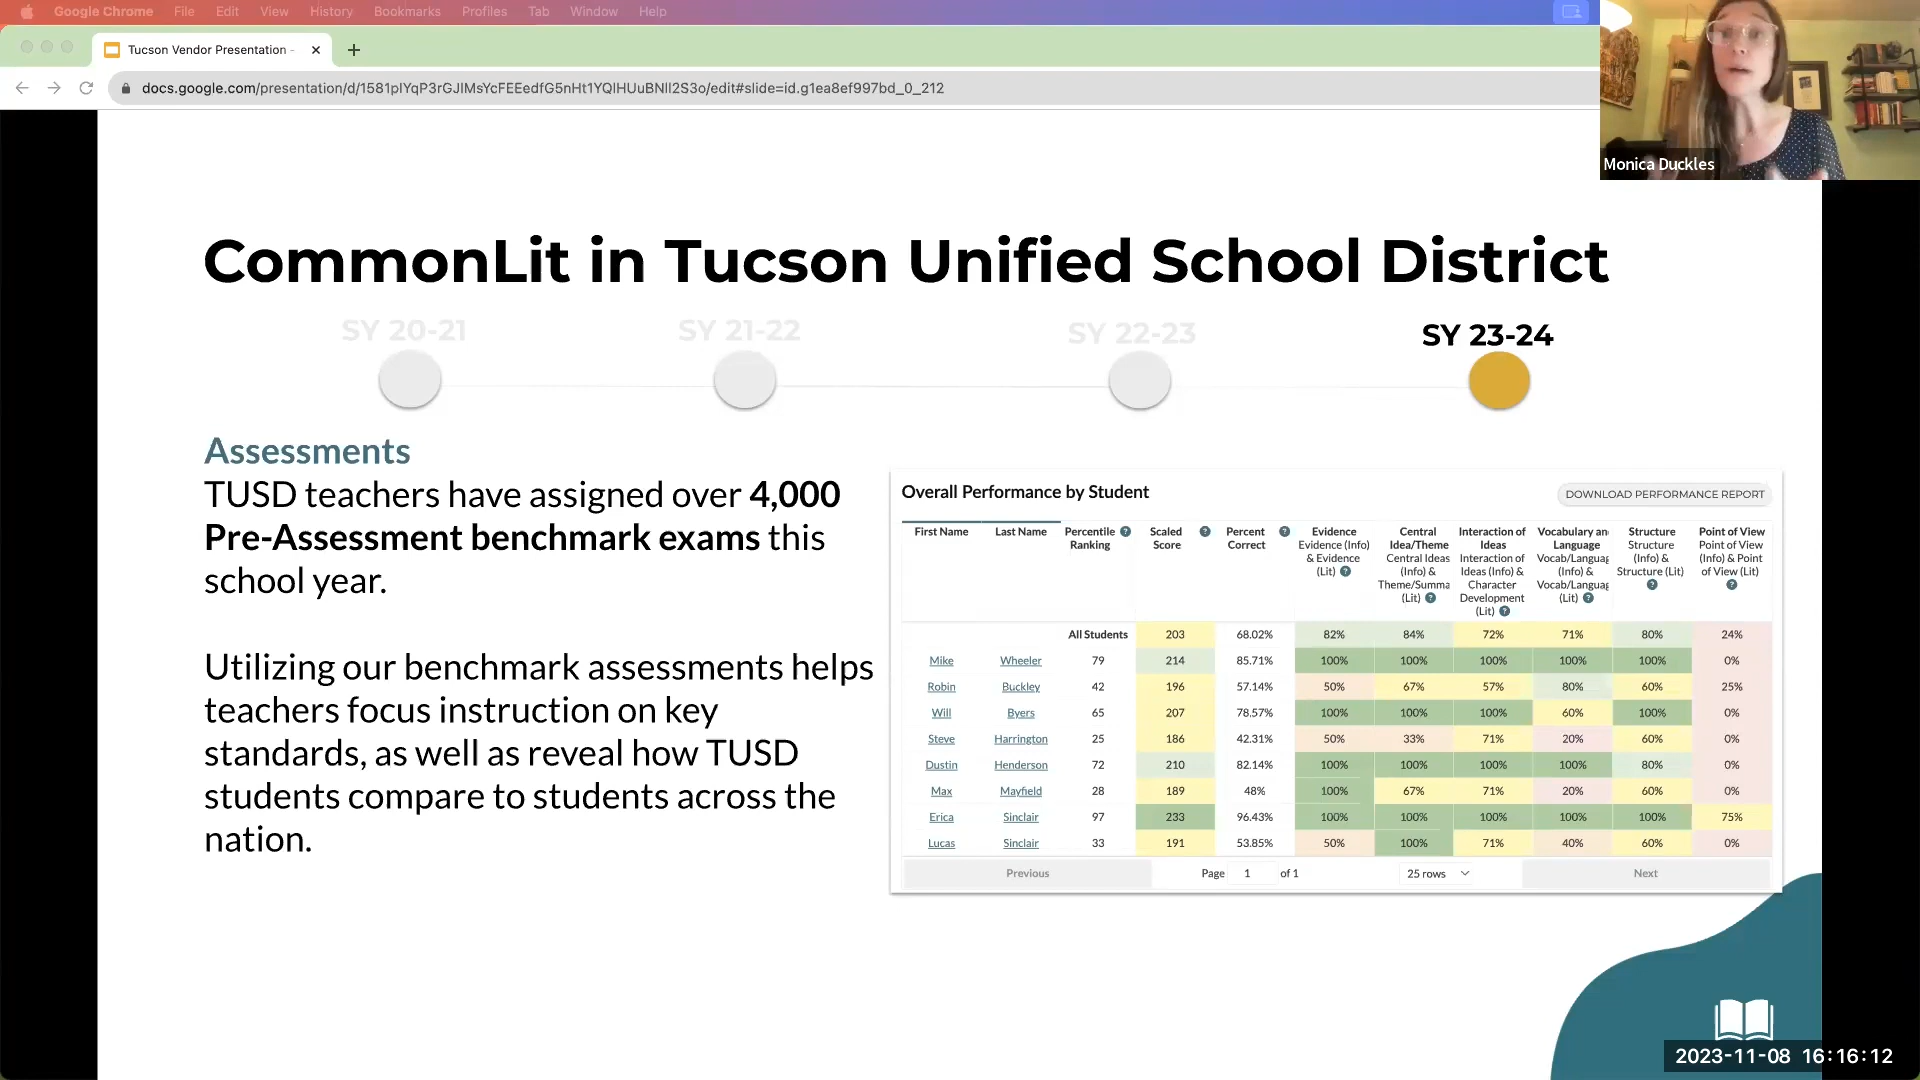 Google Chrome File Edit View History Bookmarks Profiles Tab Window Help
Tucson Vendor Presentation -
docs.google.com/presentation/d/1581pIYqP3rGJIMsYcFEEedfG5nHt1YQIHUuBNIl2S3o/edit#slide=id.g1ea8ef997bd_0_212
Monica Duckles
CommonLit in Tucson Unified School District
SY 20-21 SY 21-22 SY 22-23 SY 23-24
Assessments
TUSD teachers have assigned over 4,000
Pre-Assessment benchmark exams this
school year.
Utilizing our benchmark assessments helps
teachers focus instruction on key
standards, as well as reveal how TUSD
students compare to students across the
nation.
Overall Performance by Student
DOWNLOAD PERFORMANCE REPORT
First Name Last Name Percentile Ranking Scaled Score Percent Correct Evidence Central Idea/Theme Interaction of Ideas Vocabulary an Language Structure Point of View
Evidence (Info) & Evidence (Lit) Central Ideas (Info) & Theme/Summa (Lit) Interaction of Ideas (Info) & Character Development (Lit) Vocab/Languag (Info) & Vocab/Languag (Lit) Structure (Info) & Structure (Lit) Point of View (Info) & Point of View (Lit)
All Students 203 68.02% 82% 84% 72% 71% 80% 24%
Mike Wheeler 79 214 85.71% 100% 100% 100% 100% 100% 0%
Robin Buckley 42 196 57.14% 50% 67% 57% 80% 60% 25%
Will Byers 65 207 78.57% 100% 100% 100% 60% 100% 0%
Steve Harrington 25 186 42.31% 50% 33% 71% 20% 60% 0%
Dustin Henderson 72 210 82.14% 100% 100% 100% 100% 80% 0%
Max Mayfield 28 189 48% 100% 67% 71% 20% 60% 0%
Erica Sinclair 97 233 96.43% 100% 100% 100% 100% 100% 75%
Lucas Sinclair 33 191 53.85% 50% 100% 71% 40% 60% 0%
Previous Page 1 of 1 25 rows Next
2023-11-08 16:16:12